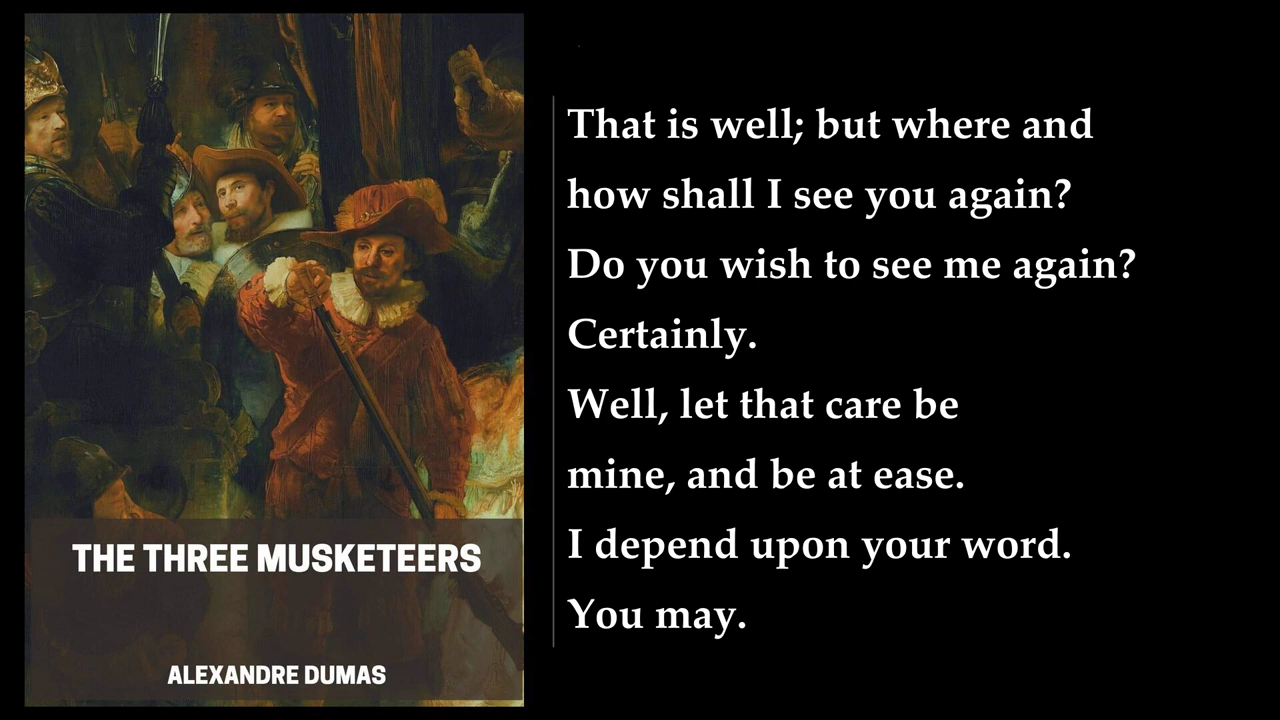 THE THREE MUSKETEERS
ALEXANDRE DUMAS
That is well; but where and
how shall I see you again?
Do you wish to see me again?
Certainly.
Well, let that care be
mine, and be at ease.
I depend upon your word.
You may.